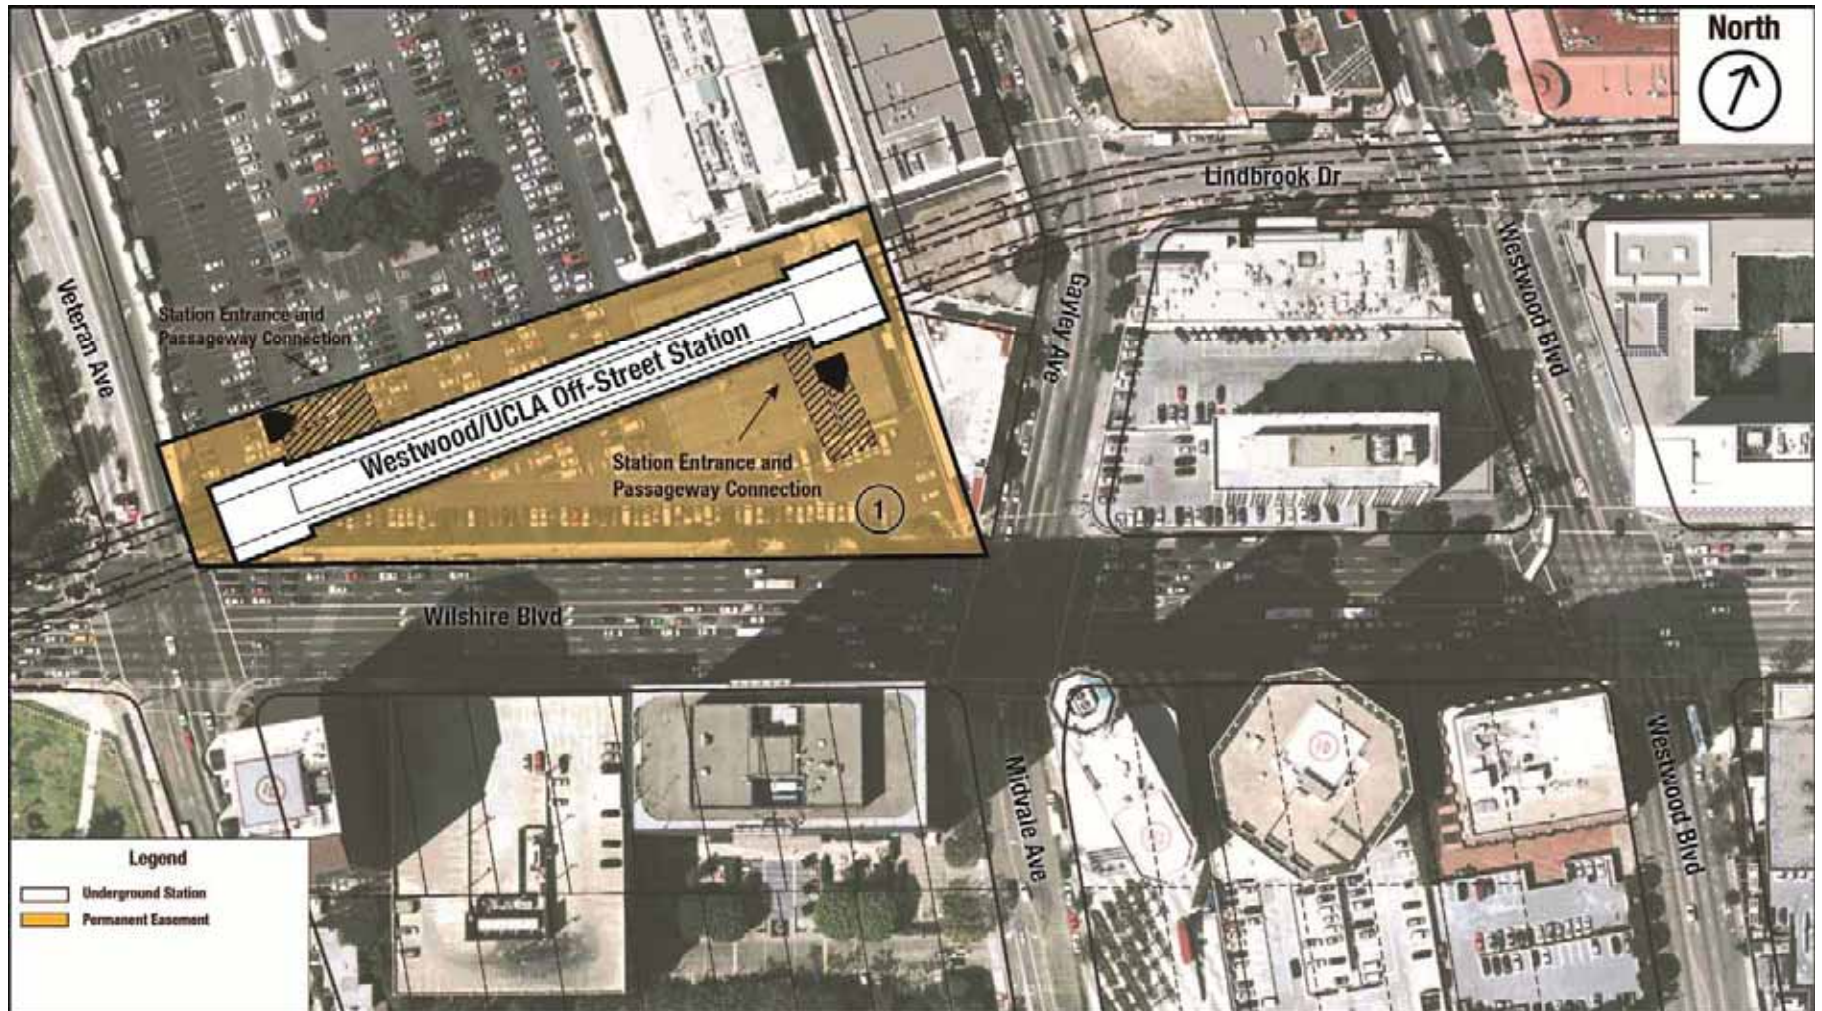 North
Lindbrook Dr
Veteran Ave
Station Entrance and
Passageway Connection
Westwood/UCLA Off-Street Station
Gayley Ave
Westwood Blvd
Station Entrance and
Passageway Connection
1
Wilshire Blvd
Midvale Ave
Westwood Blvd
Legend
Underground Station
Permanent Easement